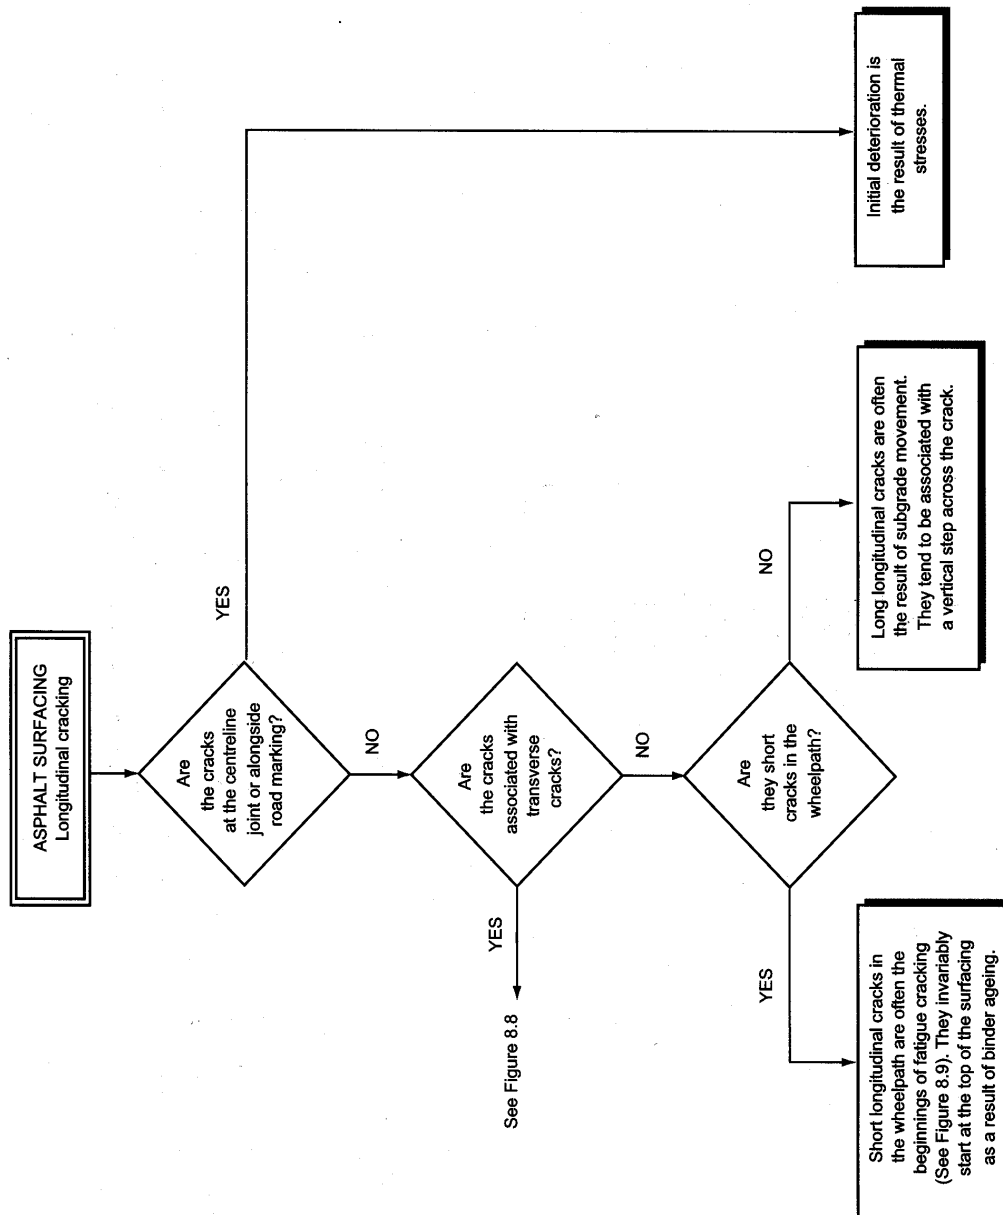 ASPHALT SURFACING
Longitudinal cracking
Are
the cracks
at the centreline
joint or alongside
road marking?
YES
NO
Are
the cracks
associated with
transverse
cracks?
YES
See Figure 8.8
NO
Are
they short
cracks in the
wheelpath?
YES
NO
Short longitudinal cracks in
the wheelpath are often the
beginnings of fatigue cracking
(See Figure 8.9). They invariably
start at the top of the surfacing
as a result of binder ageing.
Long longitudinal cracks are often
the result of subgrade movement.
They tend to be associated with
a vertical step across the crack.
Initial deterioration is
the result of thermal
stresses.